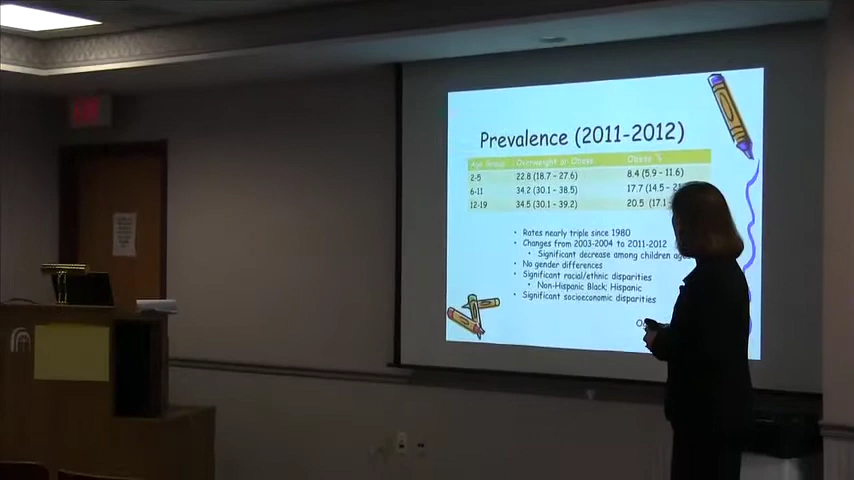 Prevalence (2011-2012)
Age Group Overweight or Obese Obese %
2-5 22.8 (18.7 - 27.6) 8.4 (5.9 - 11.6)
6-11 34.2 (30.1 - 38.5) 17.7 (14.5 -
12-19 34.5 (30.1 - 39.2) 20.5 (17.1 -
• Rates nearly triple since 1980
• Changes from 2003-2004 to 2011-2012
• Significant decrease among children
• No gender differences
• Significant racial/ethnic disparities
• Non-Hispanic Black; Hispanic
• Significant socioeconomic disparities